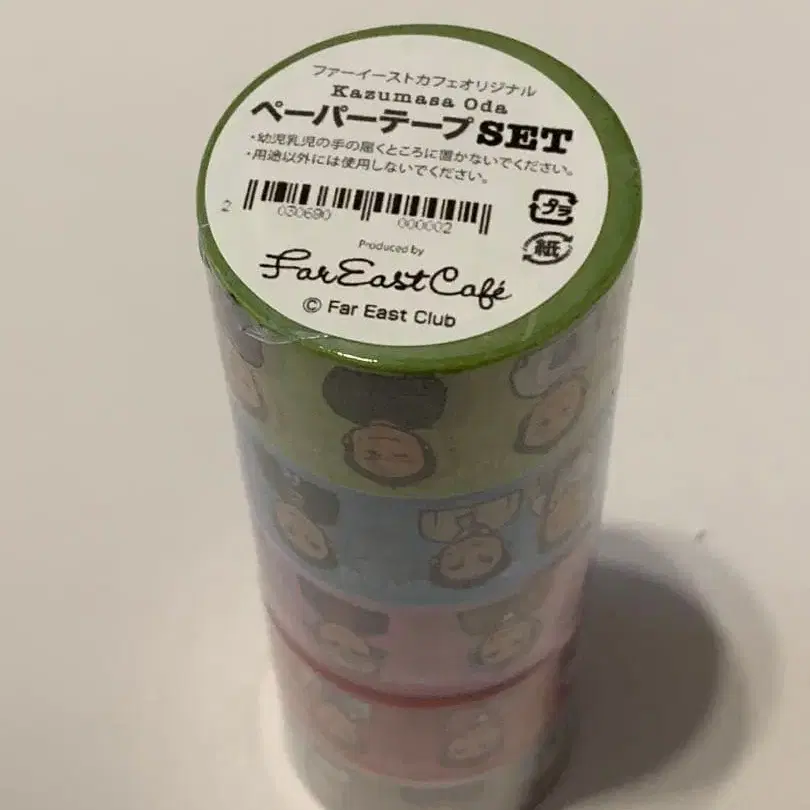 ファーイーストカフェオリジナル
Kazumasa Oda
ペーパーテープSET
・幼児乳児の手の届くところに置かないでください。
・用途以外には使用しないでください。
2 030690 000002
プラ
紙
Produced by
Far East Café
© Far East Club